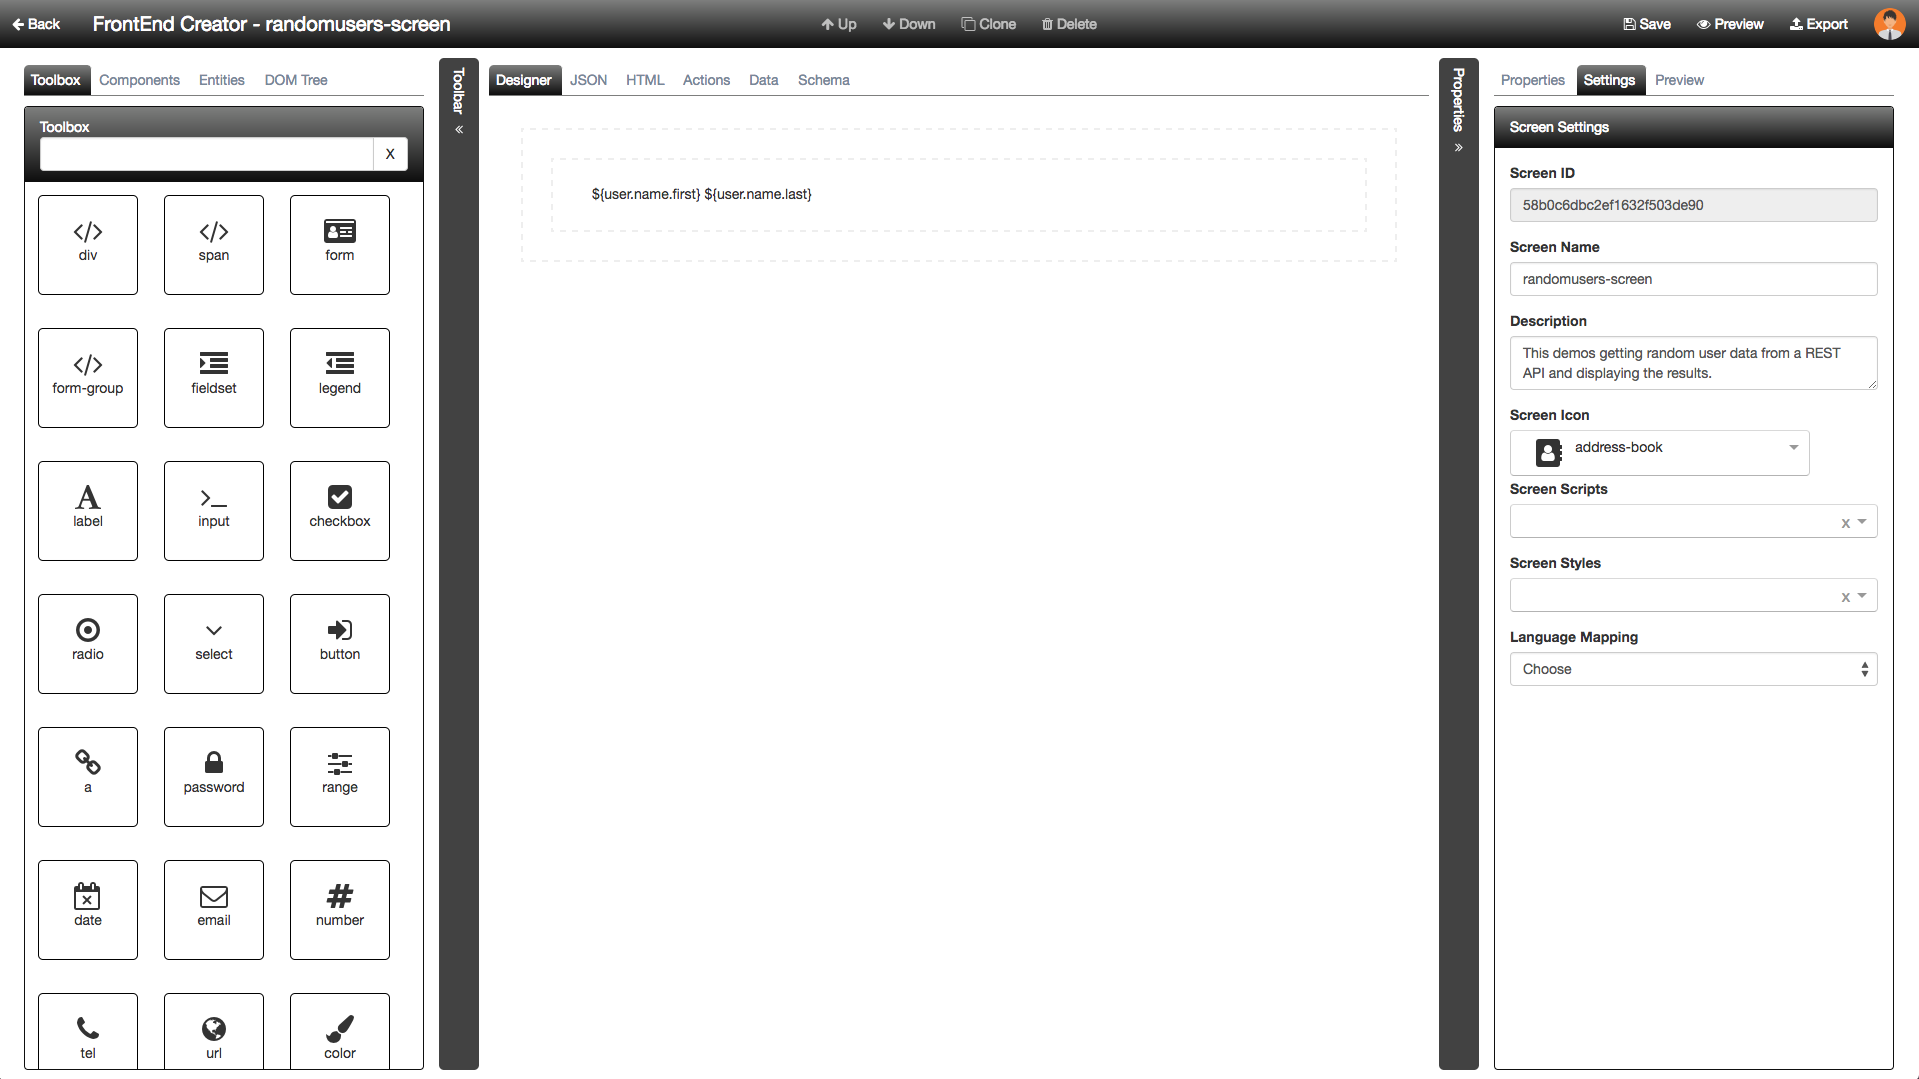 Back
FrontEnd Creator - randomusers-screen
Up
Down
Clone
Delete
Save
Preview
Export
Toolbox
Components
Entities
DOM Tree
Toolbox
X
div
span
form
form-group
fieldset
legend
label
input
checkbox
radio
select
button
a
password
range
date
email
number
tel
url
color
Toolbar
Designer
JSON
HTML
Actions
Data
Schema
${user.name.first} ${user.name.last}
Properties
Properties
Settings
Preview
Screen Settings
Screen ID
58b0c6dbc2ef1632f503de90
Screen Name
randomusers-screen
Description
This demos getting random user data from a REST
API and displaying the results.
Screen Icon
address-book
Screen Scripts
x
Screen Styles
x
Language Mapping
Choose